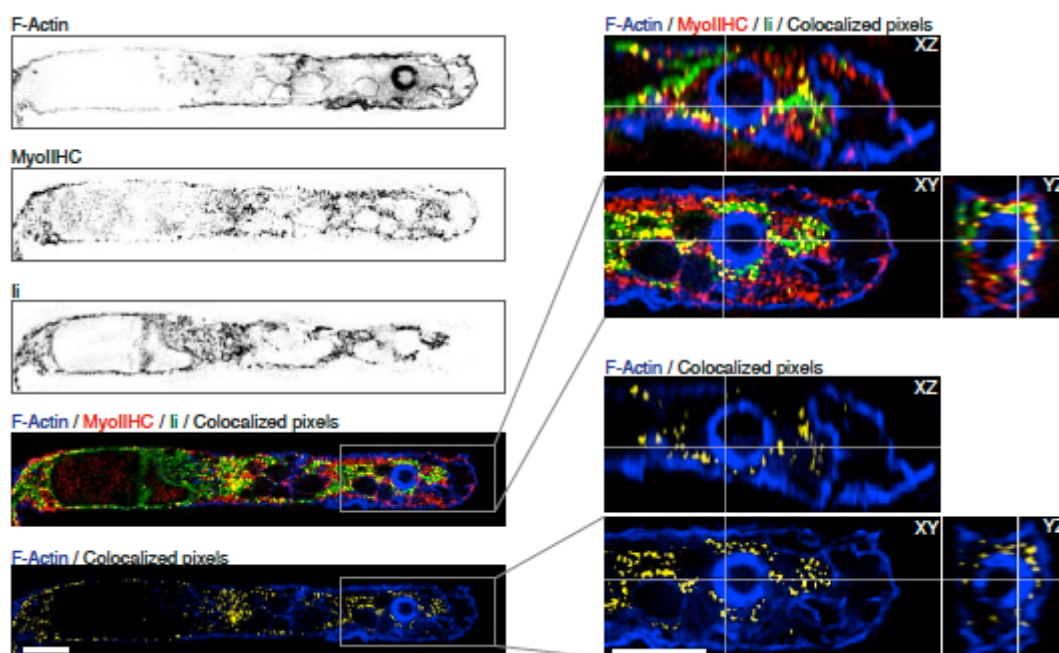 F-Actin
MyoIIHC
Ii
F-Actin / MyoIIHC / Ii / Colocalized pixels
F-Actin / Colocalized pixels
F-Actin / MyoIIHC / Ii / Colocalized pixels
XZ
XY
YZ
F-Actin / Colocalized pixels
XZ
XY
YZ